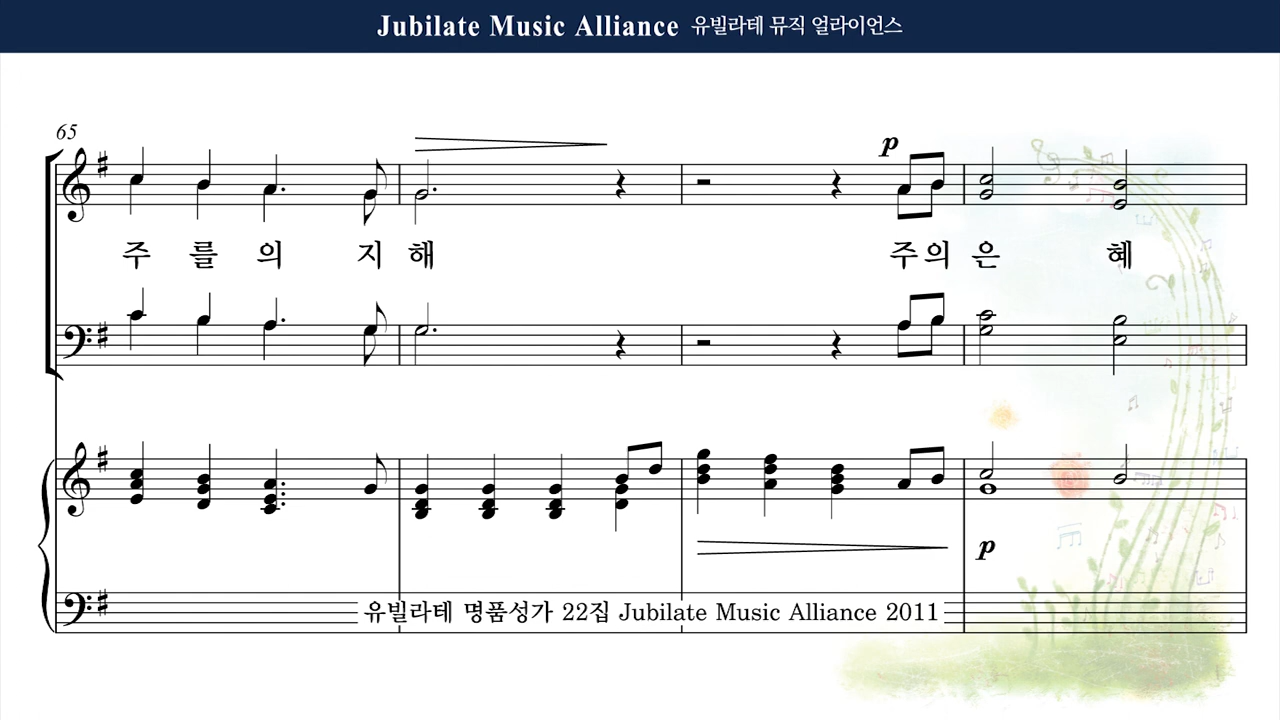 Jubilate Music Alliance 유빌라테 뮤직 얼라이언스
65
p
주 를 의 지 해 주 의 은 혜
p
유빌라테 명품성가 22집 Jubilate Music Alliance 2011